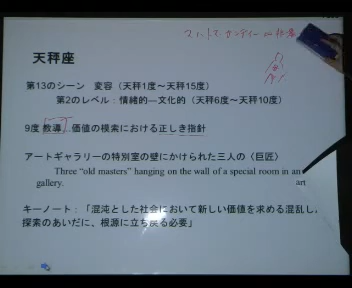 天秤座
第13のシーン 変容（天秤1度～天秤15度）
第2のレベル：情緒的―文化的（天秤6度～天秤10度）
9度 教導 価値の模索における正しき指針
アートギャラリーの特別室の壁にかけられた三人の〈巨匠〉
Three "old masters" hanging on the wall of a special room in an art
gallery.
キーノート：「混沌とした社会において新しい価値を求める混乱し、
探索のあいだに、根源に立ち戻る必要」